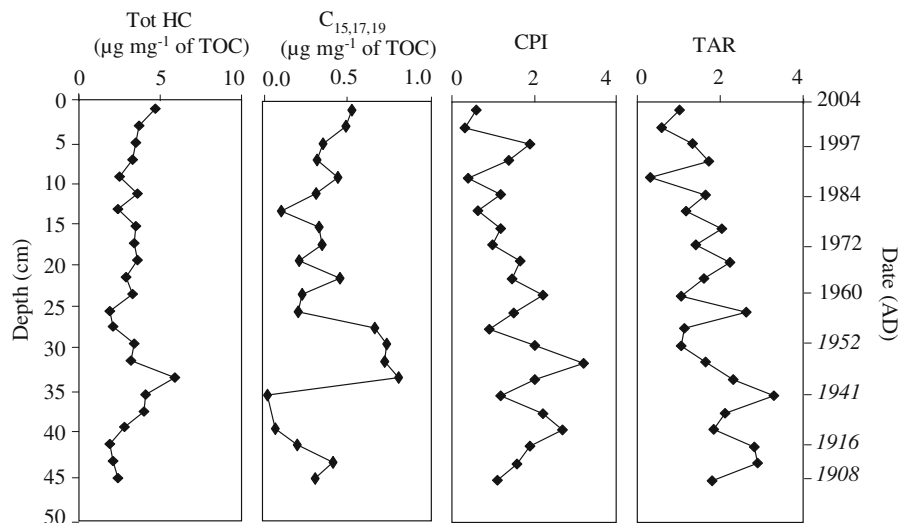 Tot HC
(µg mg⁻¹ of TOC)
C₁₅,₁₇,₁₉
(µg mg⁻¹ of TOC)
CPI
TAR
0 5 10
0.0 0.5 1.0
0 2 4
0 2 4
0
5
10
15
20
25
30
35
40
45
50
Depth (cm)
2004
1997
1984
1972
1960
1952
1941
1916
1908
Date (AD)